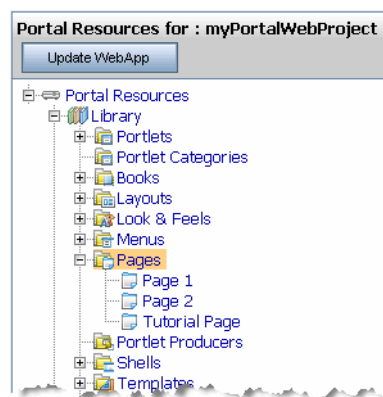 Portal Resources for : myPortalWebProject
Update WebApp
Portal Resources
Library
Portlets
Portlet Categories
Books
Layouts
Look & Feels
Menus
Pages
Page 1
Page 2
Tutorial Page
Portlet Producers
Shells
Templates